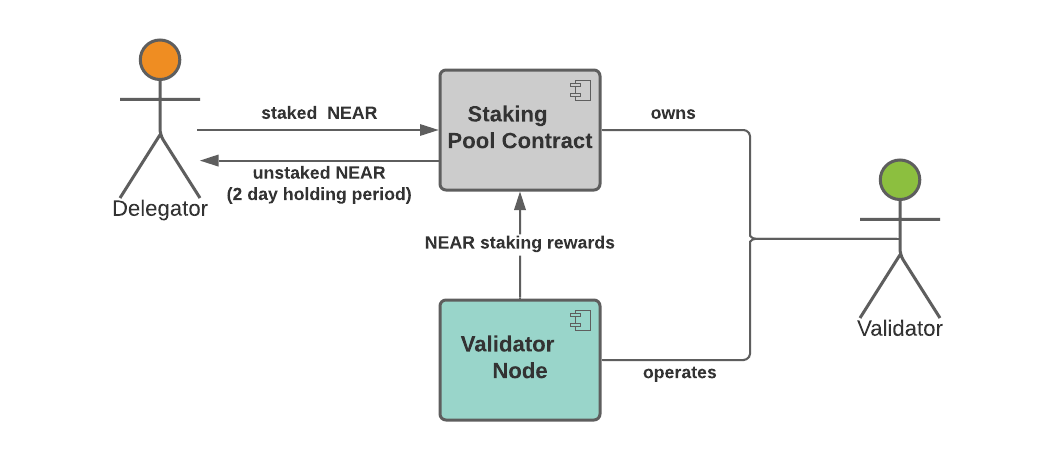 staked NEAR
unstaked NEAR
(2 day holding period)
Delegator
Staking
Pool Contract
owns
NEAR staking rewards
Validator
Node
operates
Validator